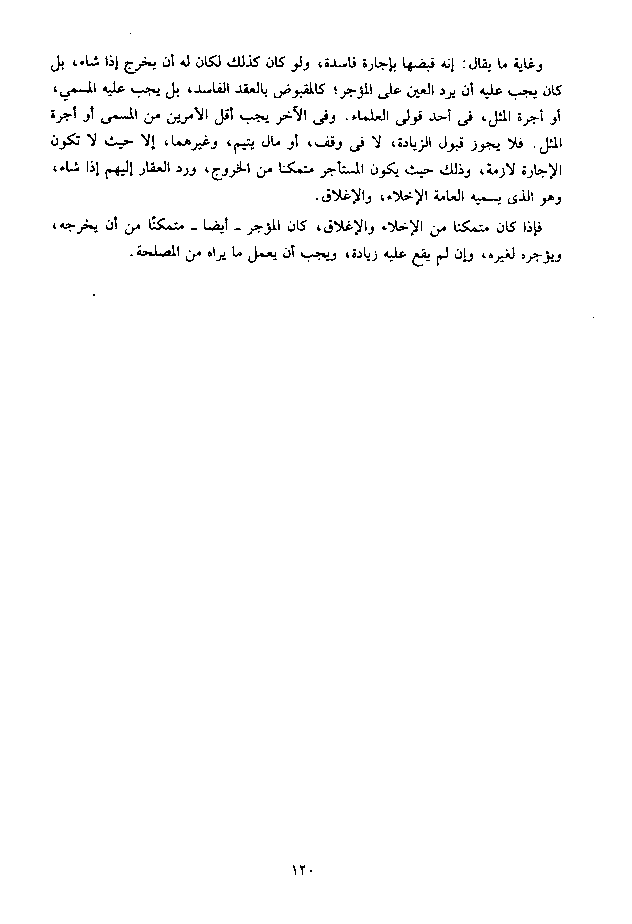 وغاية ما يقال: إنه قبضها بإجارة فاسدة، ولو كان كذلك لكان له أن يخرج إذا شاء، بل
كان يجب عليه أن يرد العين على المؤجر؛ كالمقبوض بالعقد الفاسد، بل يجب عليه المسمي،
أو أجرة المثل، فى أحد قولى العلماء. وفى الآخر يجب أقل الأمرين من المسمى أو أجرة
المثل. فلا يجوز قبول الزيادة، لا فى وقف، أو مال يتيم، وغيرهما، إلا حيث لا تكون
الإجارة لازمة، وذلك حيث يكون المستأجر متمكنا من الخروج، ورد العقار إليهم إذا شاء،
وهو الذى يسميه العامة الإخلاء، والإغلاق.
فإذا كان متمكنا من الإخلاء والإغلاق، كان المؤجر ـ أيضا ـ متمكنًا من أن يخرجه،
ويؤجره لغيره، وإن لم يقع عليه زيادة، ويجب أن يعمل ما يراه من المصلحة.
١٢٠